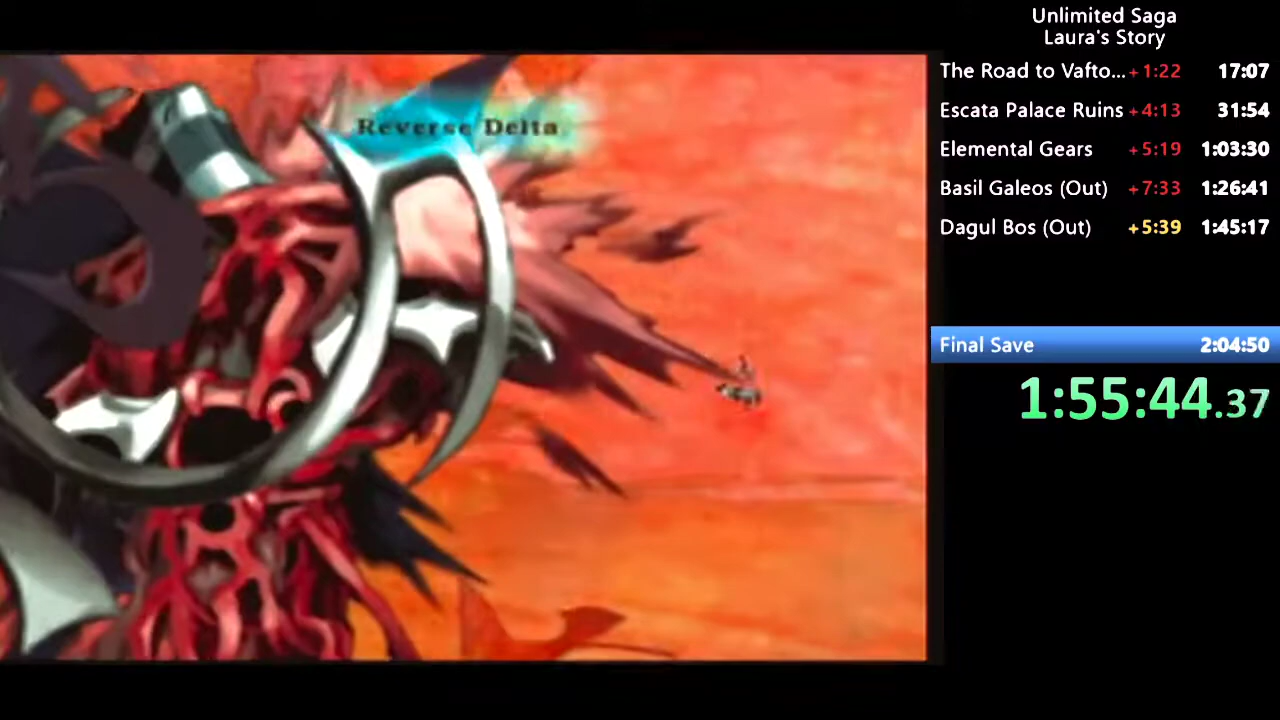 Reverse Delta
Unlimited Saga
Laura's Story
The Road to Vafto... + 1:22 17:07
Escata Palace Ruins + 4:13 31:54
Elemental Gears + 5:19 1:03:30
Basil Galeos (Out) + 7:33 1:26:41
Dagul Bos (Out) + 5:39 1:45:17
Final Save 2:04:50
1:55:44.37